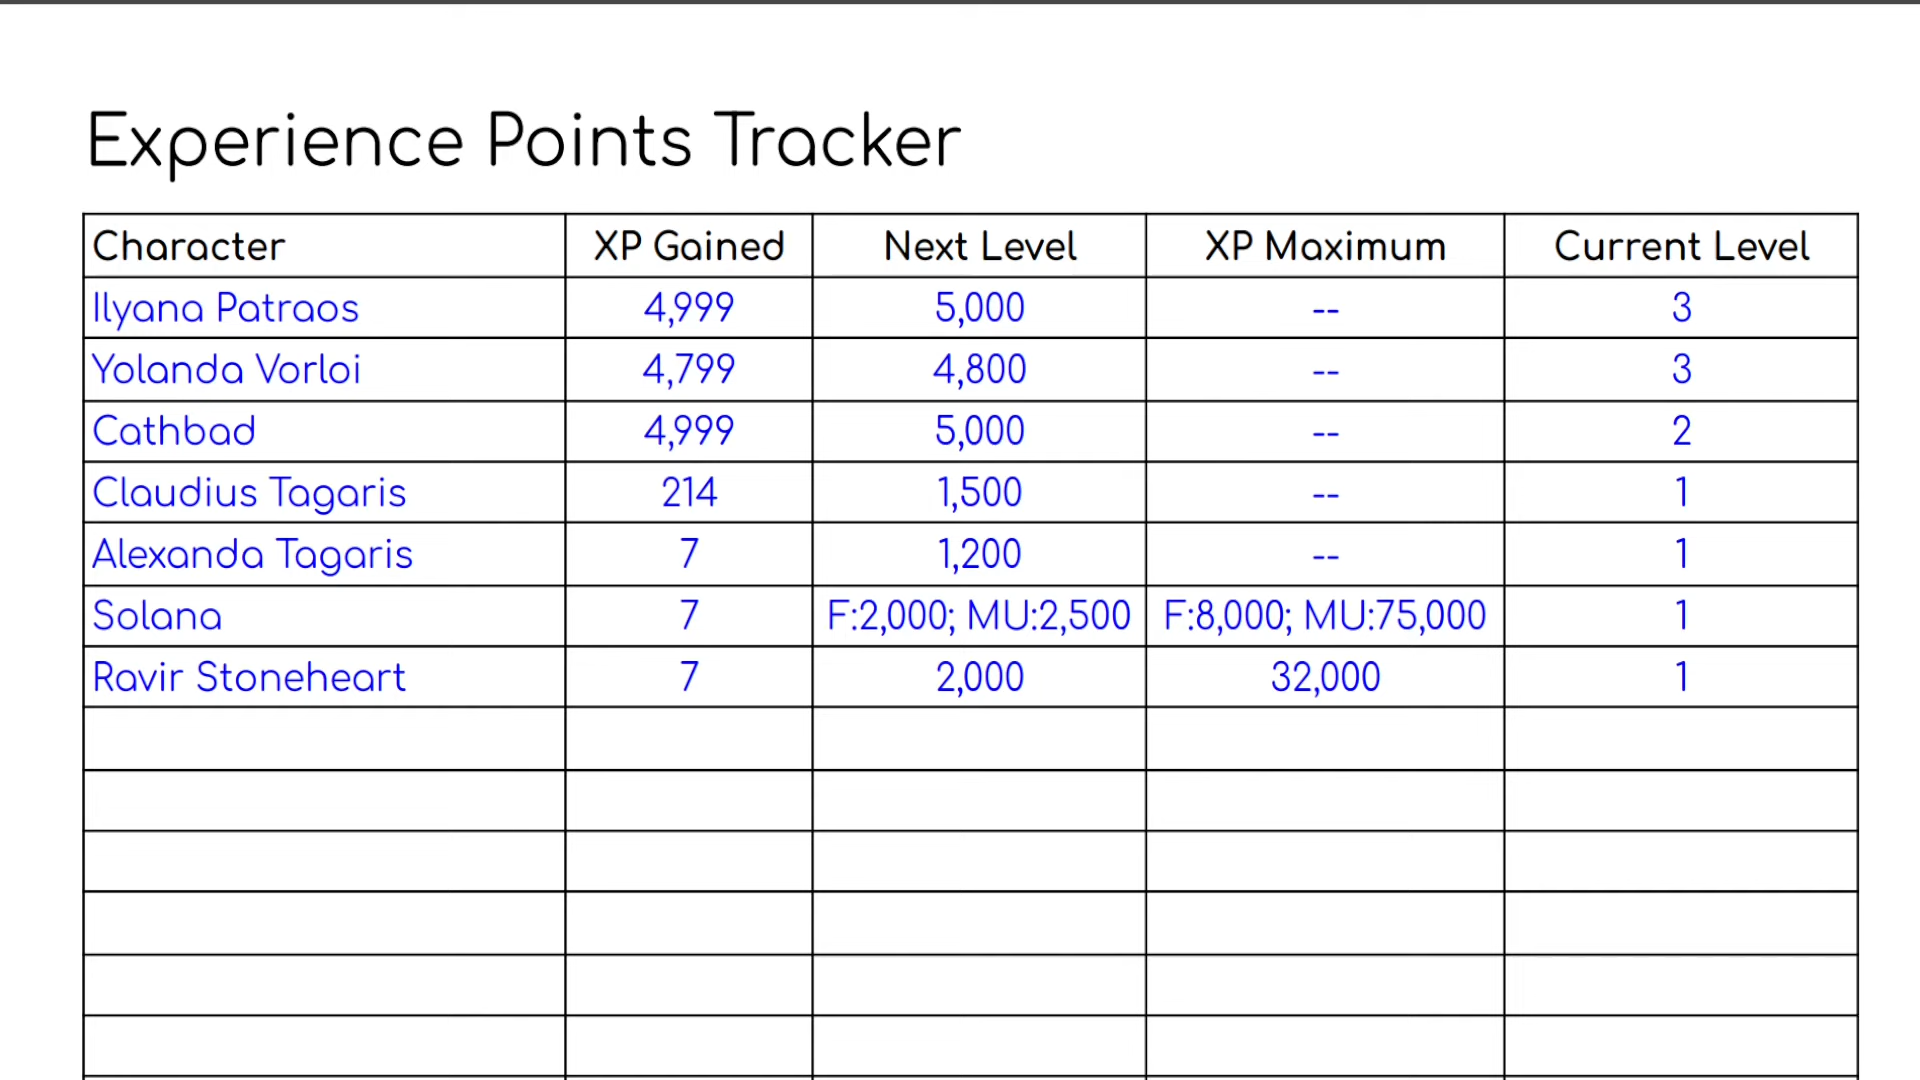 Experience Points Tracker
Character XP Gained Next Level XP Maximum Current Level
Ilyana Patraos 4,999 5,000 -- 3
Yolanda Vorloi 4,799 4,800 -- 3
Cathbad 4,999 5,000 -- 2
Claudius Tagaris 214 1,500 -- 1
Alexanda Tagaris 7 1,200 -- 1
Solana 7 F:2,000; MU:2,500 F:8,000; MU:75,000 1
Ravir Stoneheart 7 2,000 32,000 1